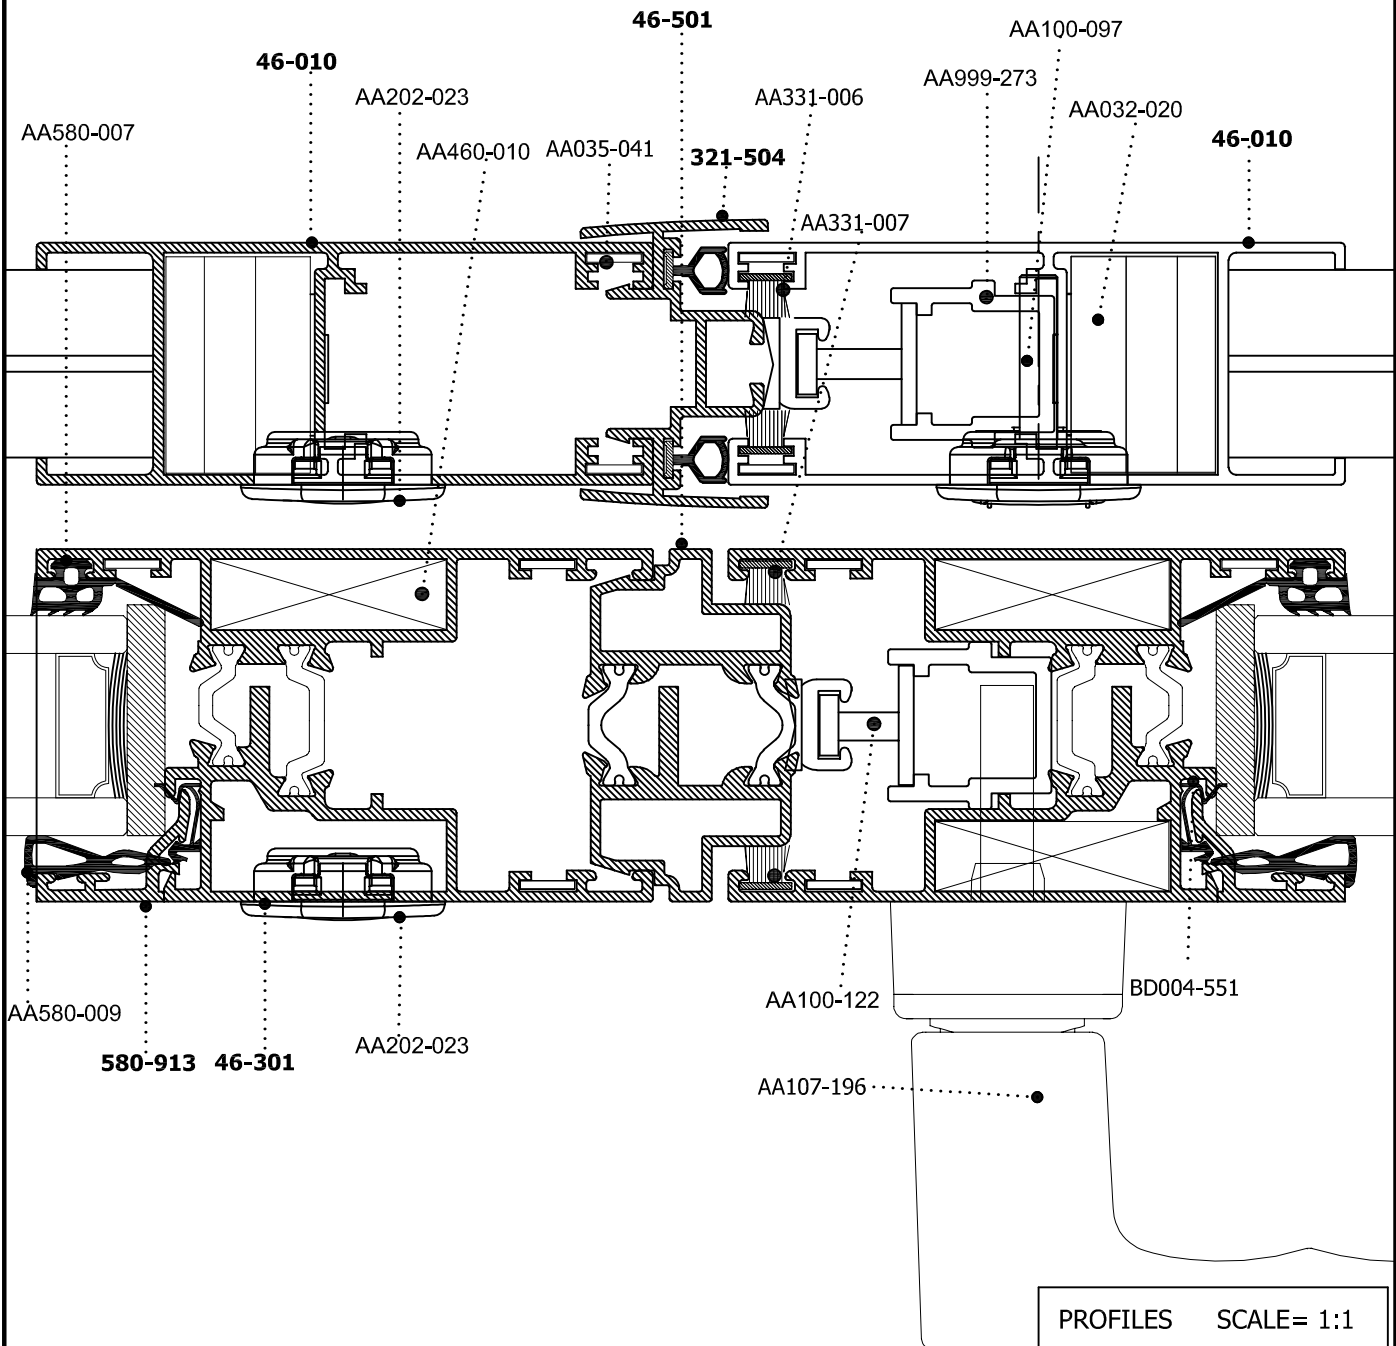 46-501
AA100-097
46-010
AA999-273
AA202-023
AA331-006
AA032-020
AA580-007
46-010
AA460-010
AA035-041
321-504
AA331-007
BD004-551
AA100-122
AA580-009
AA202-023
580-913
46-301
AA107-196
PROFILES SCALE= 1:1